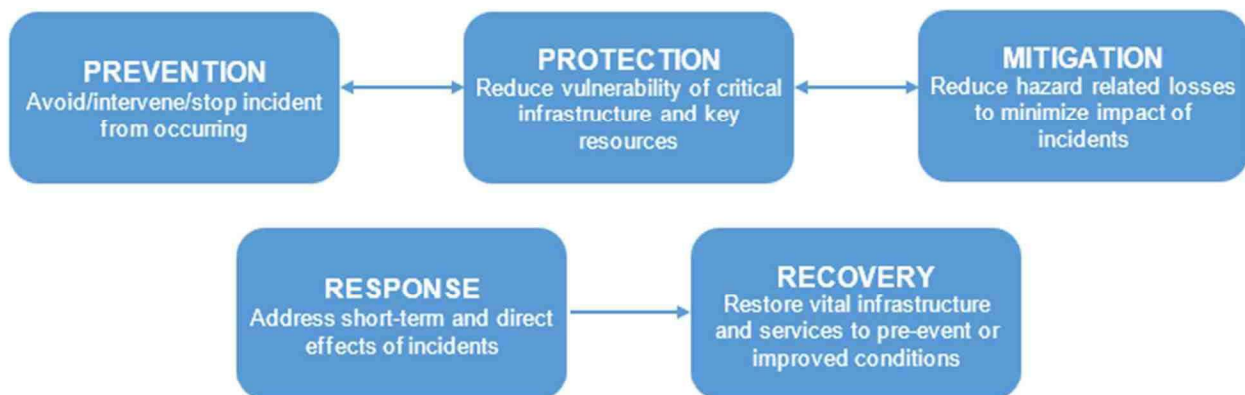 PREVENTION
Avoid/intervene/stop incident
from occurring
PROTECTION
Reduce vulnerability of critical
infrastructure and key
resources
MITIGATION
Reduce hazard related losses
to minimize impact of
incidents
RESPONSE
Address short-term and direct
effects of incidents
RECOVERY
Restore vital infrastructure
and services to pre-event or
improved conditions